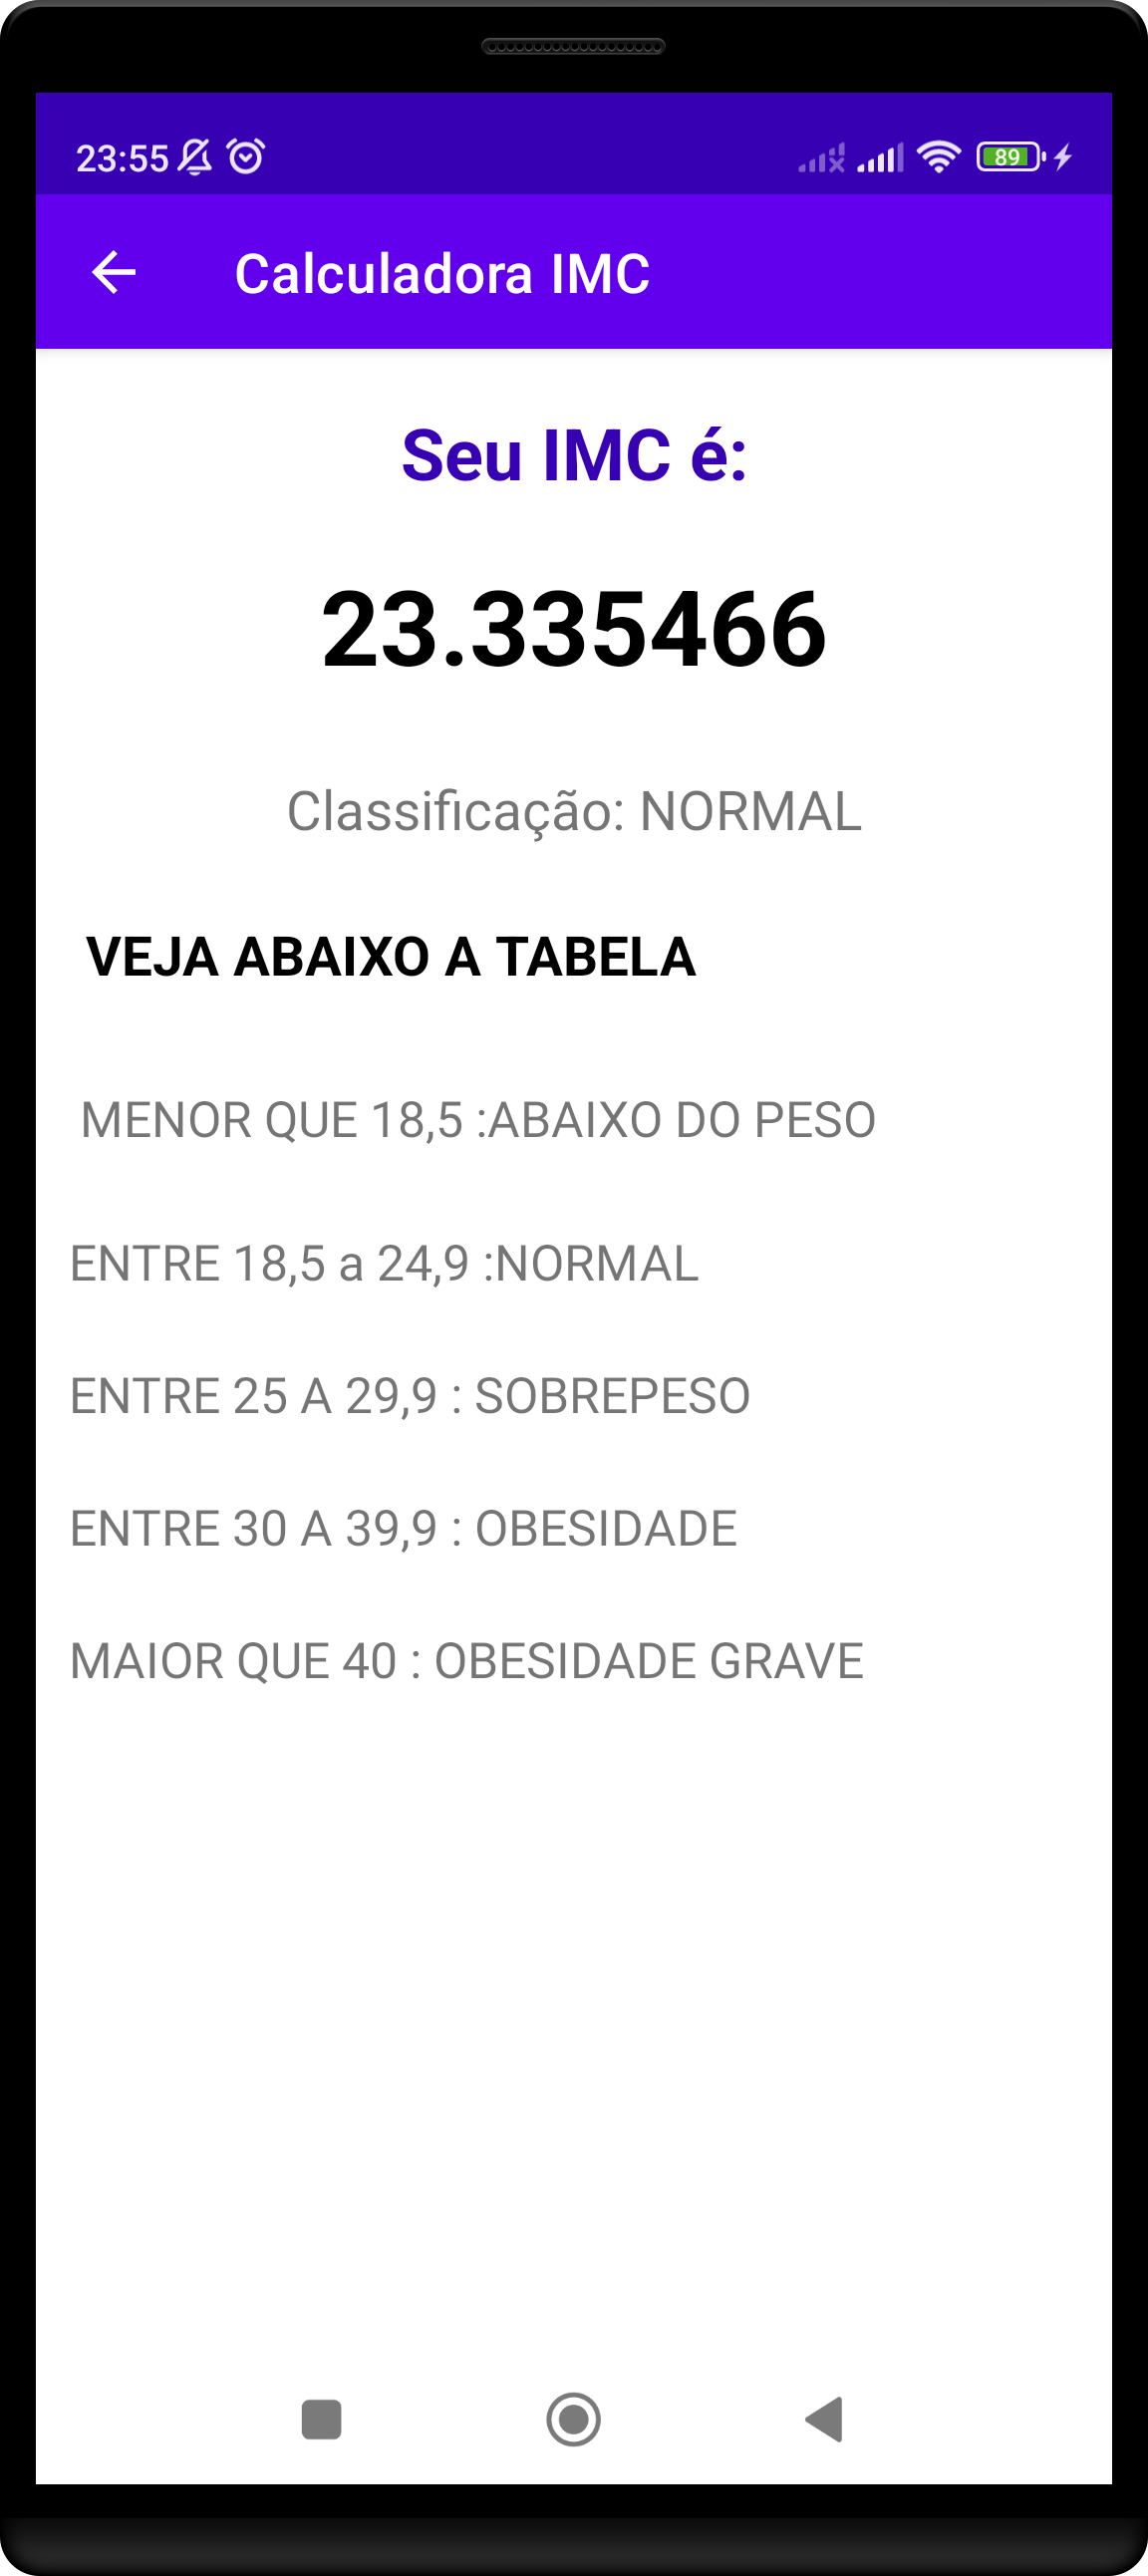 23:55
89
Calculadora IMC
Seu IMC é:
23.335466
Classificação: NORMAL
VEJA ABAIXO A TABELA
MENOR QUE 18,5 :ABAIXO DO PESO
ENTRE 18,5 a 24,9 :NORMAL
ENTRE 25 A 29,9 : SOBREPESO
ENTRE 30 A 39,9 : OBESIDADE
MAIOR QUE 40 : OBESIDADE GRAVE